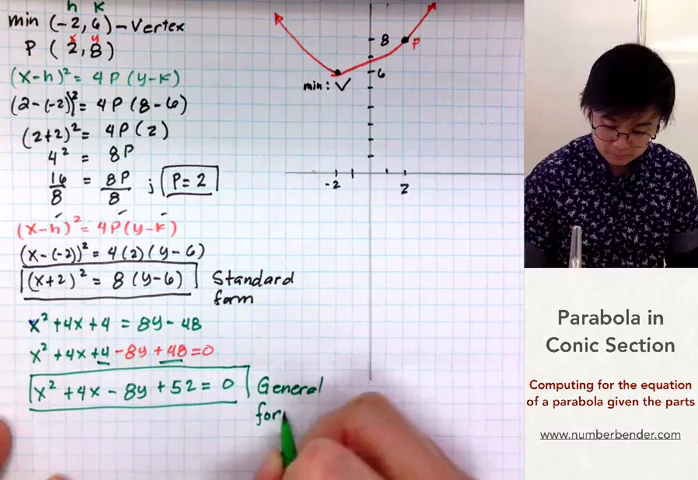 h k
min (-2, 6) - Vertex
x y
P (2, 8)
(x-h)² = 4P (y-k)
(2-(-2))² = 4P (8-6)
(2+2)² = 4P (2)
4² = 8P
16/8 = 8P/8 ; P = 2
(x-h)² = 4P (y-k)
(x-(-2))² = 4(2)(y-6)
(x+2)² = 8 (y-6) Standard form
x² +4x +4 = 8y - 48
x² +4x +4 -8y +48 = 0
x² +4x - 8y +52 = 0 General for
8
P
6
min: V
-2
2
Parabola in
Conic Section
Computing for the equation
of a parabola given the parts
www.numberbender.com